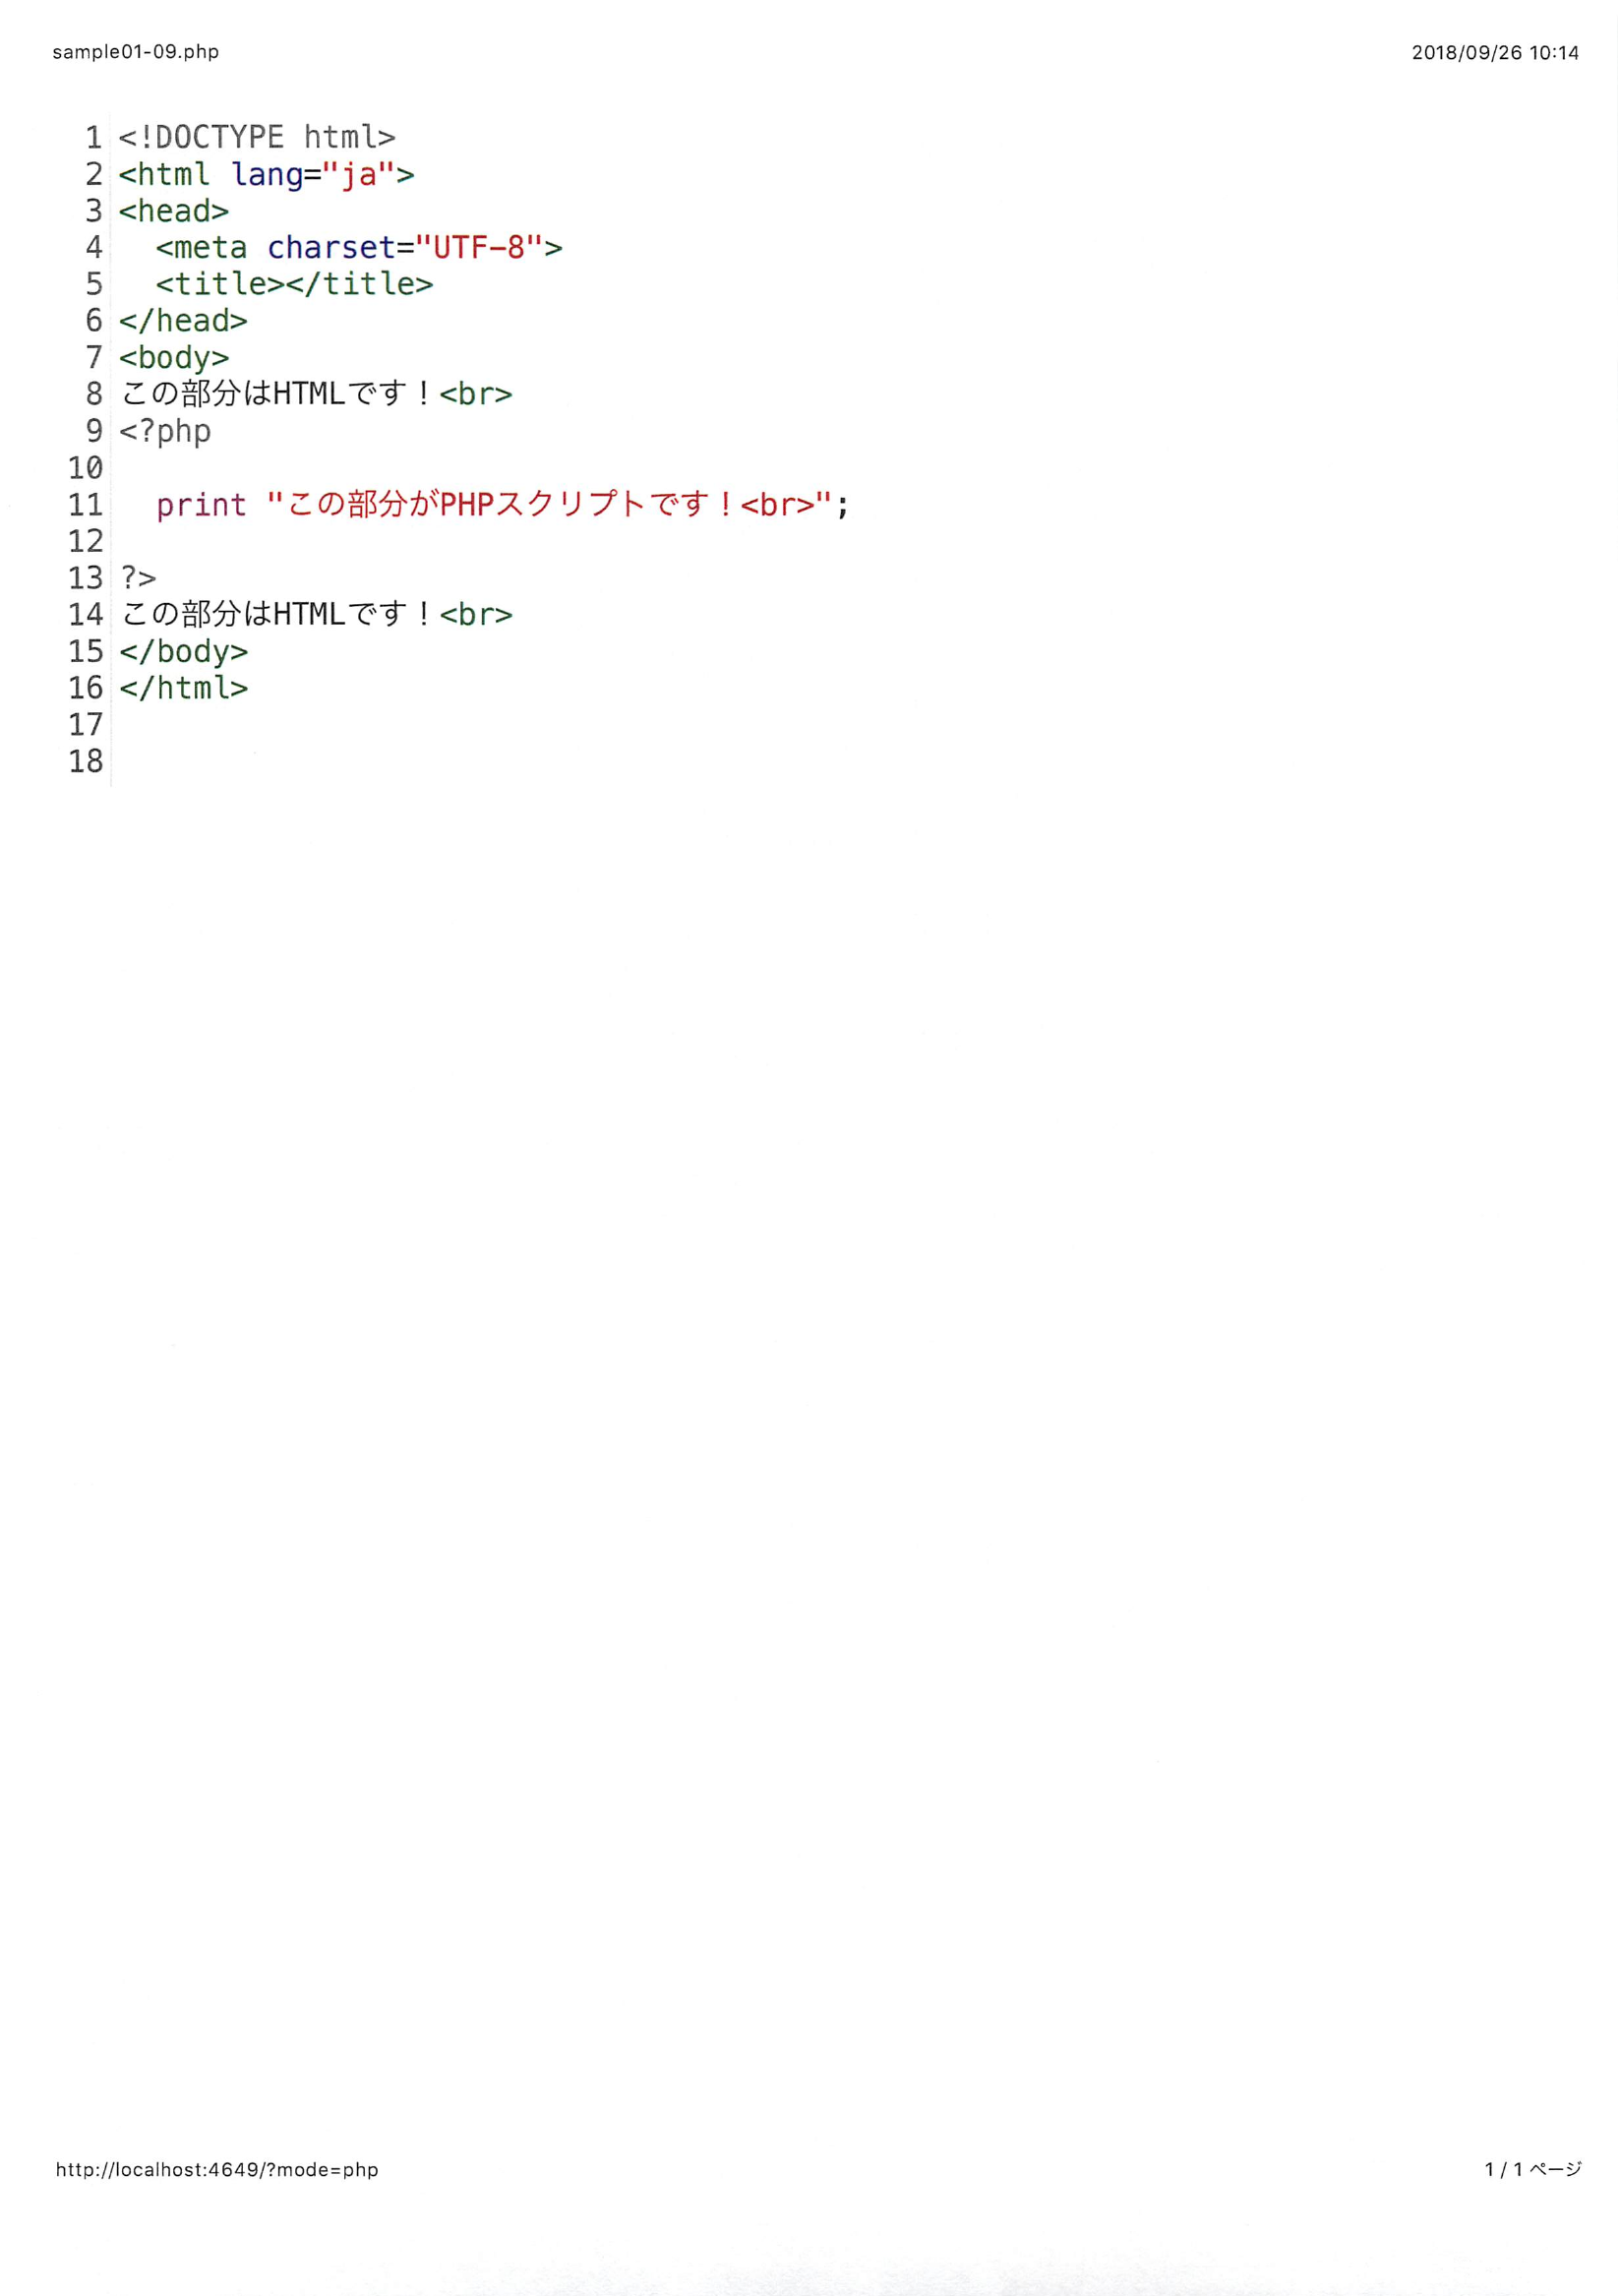 sample01-09.php 2018/09/26 10:14
1 <!DOCTYPE html>
2 <html lang="ja">
3 <head>
4   <meta charset="UTF-8">
5   <title></title>
6 </head>
7 <body>
8 この部分はHTMLです！<br>
9 <?php
10
11   print "この部分がPHPスクリプトです！<br>";
12
13 ?>
14 この部分はHTMLです！<br>
15 </body>
16 </html>
17
18
http://localhost:4649/?mode=php 1 / 1 ページ